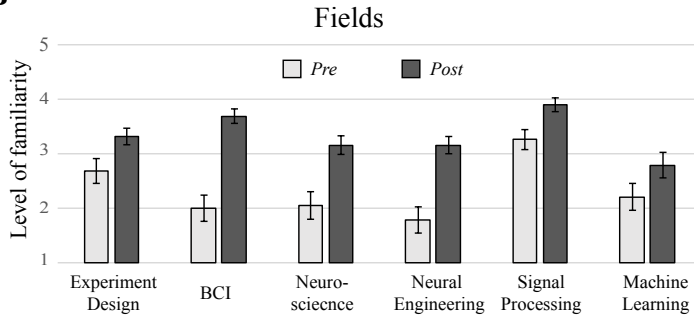 Fields
Level of familiarity
5
4
3
2
1
Pre
Post
Experiment
Design
BCI
Neuro-
sciecnce
Neural
Engineering
Signal
Processing
Machine
Learning